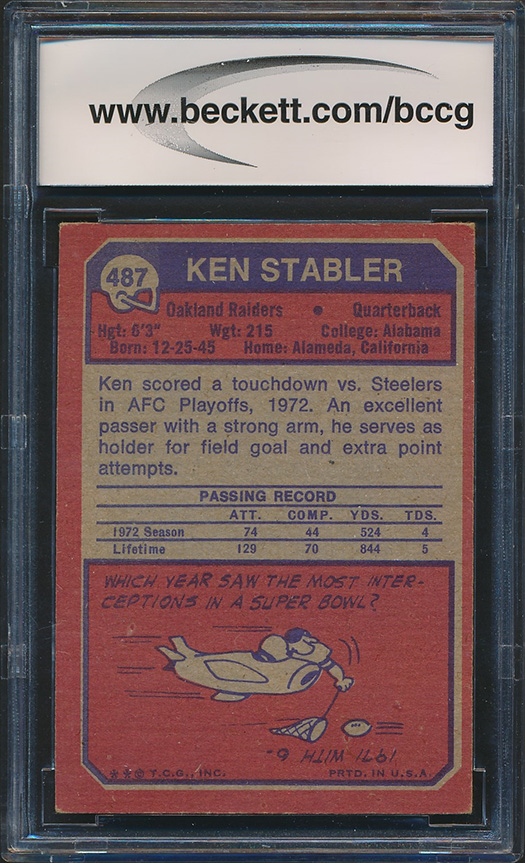 www.beckett.com/bccg
487
KEN STABLER
Oakland Raiders • Quarterback
Hgt: 6'3" Wgt: 215 College: Alabama
Born: 12-25-45 Home: Alameda, California
Ken scored a touchdown vs. Steelers
in AFC Playoffs, 1972. An excellent
passer with a strong arm, he serves as
holder for field goal and extra point
attempts.
PASSING RECORD
ATT. COMP. YDS. TDS.
1972 Season 74 44 524 4
Lifetime 129 70 844 5
WHICH YEAR SAW THE MOST INTER-
CEPTIONS IN A SUPER BOWL?
1971 WITH 6.
**© T.C.G., INC. PRTD. IN U.S.A.